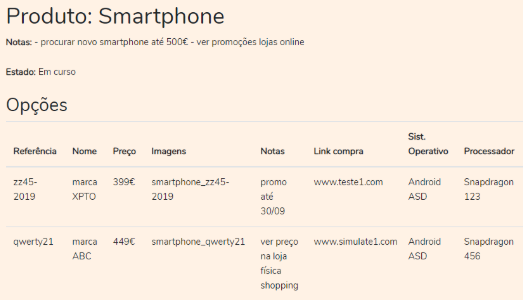 Produto: Smartphone
Notas: - procurar novo smartphone até 500€ - ver promoções lojas online
Estado: Em curso
Opções
Referência Nome Preço Imagens Notas Link compra Sist. Operativo Processador
zz45-2019 marca XPTO 399€ smartphone_zz45-2019 promo até 30/09 www.teste1.com Android ASD Snapdragon 123
qwerty21 marca ABC 449€ smartphone_qwerty21 ver preço na loja física shopping www.simulate1.com Android ASD Snapdragon 456